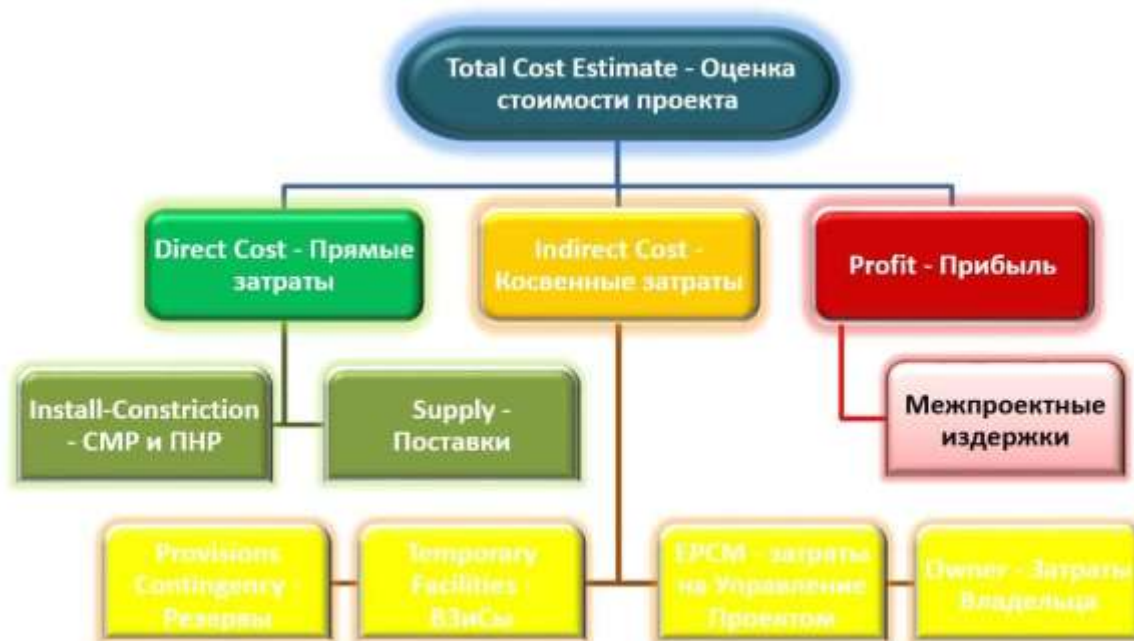 Total Cost Estimate - Оценка
стоимости проекта
Direct Cost - Прямые
затраты
Indirect Cost -
Косвенные затраты
Profit - Прибыль
Install-Constriction
- СМР и ПНР
Supply -
Поставки
Межпроектные
издержки
Provisions
Contingency -
Резервы
Temporary
Facilities -
ВЗиСы
EPCM - затраты
на Управление
Проектом
Owner - Затраты
Владельца